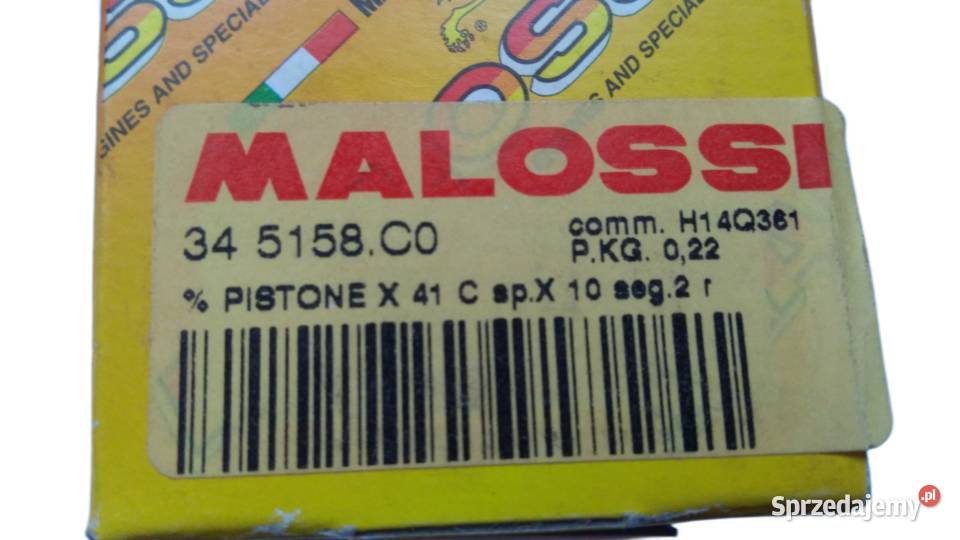 GINES AND SPECIAL
S AND SPECIAL
MALOSSI
34 5158.C0
comm. H14Q361
P.KG. 0,22
% PISTONE X 41 C sp.X 10 seg.2 r
Sprzedajemy.pl